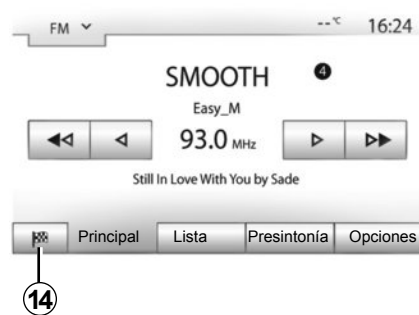 FM --°C 16:24
SMOOTH 4
Easy_M
93.0 MHz
Still In Love With You by Sade
Principal Lista Presintonía Opciones
14